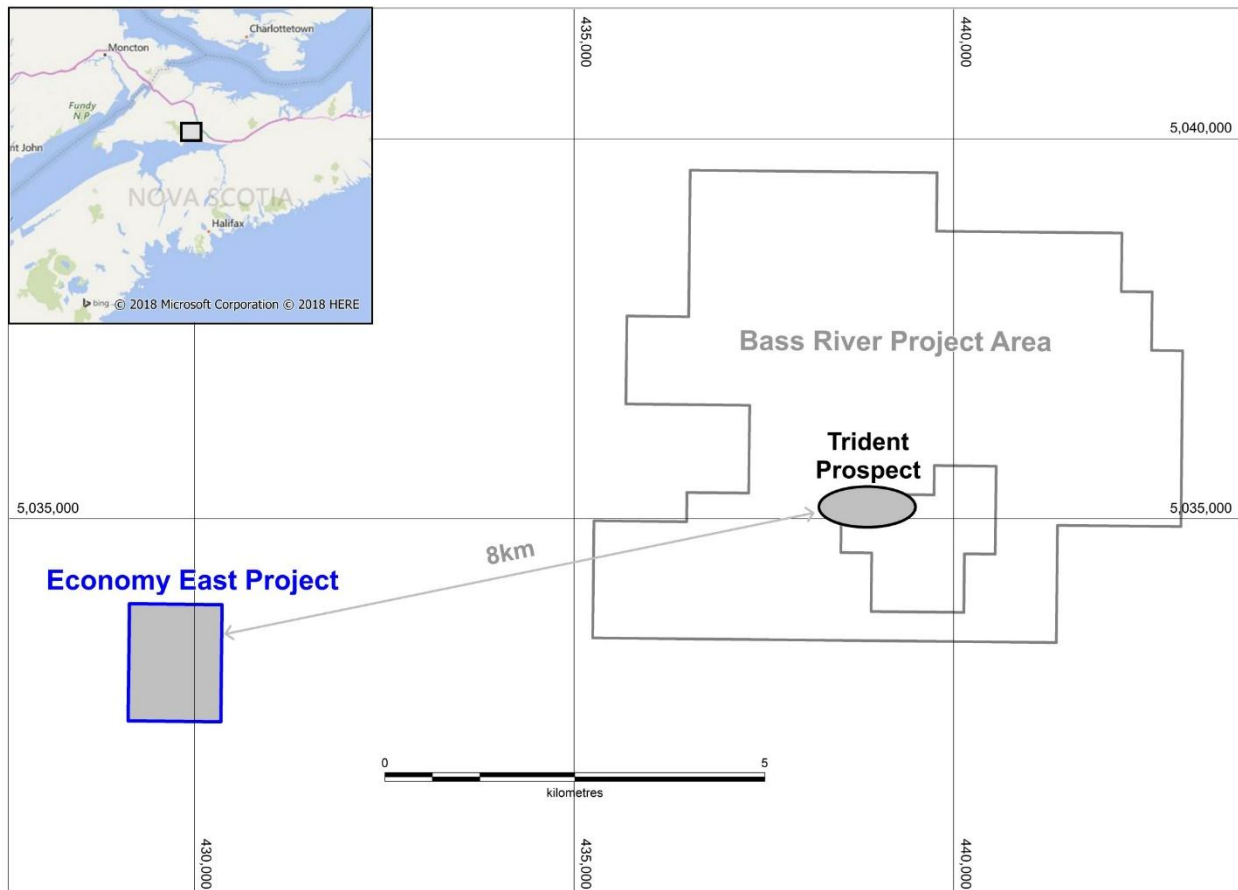 Charlottetown
Moncton
Fundy
N.P.
nt John
NOVA SCOTIA
Halifax
bing
© 2018 Microsoft Corporation © 2018 HERE
435,000
440,000
5,040,000
Bass River Project Area
Trident
Prospect
5,035,000
5,035,000
8km
Economy East Project
0
5
kilometres
430,000
435,000
440,000